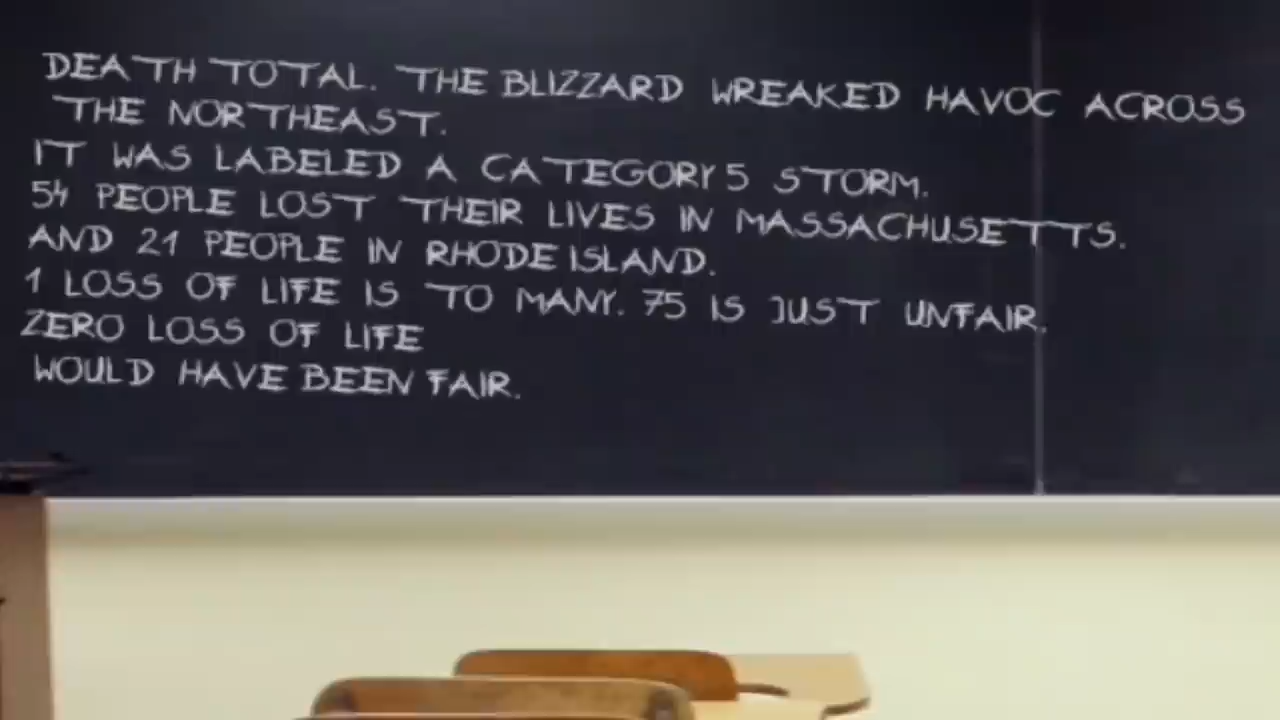 DEATH TOTAL. THE BLIZZARD WREAKED HAVOC ACROSS
THE NORTHEAST.
IT WAS LABELED A CATEGORY 5 STORM.
54 PEOPLE LOST THEIR LIVES IN MASSACHUSETTS.
AND 21 PEOPLE IN RHODE ISLAND.
1 LOSS OF LIFE IS TO MANY. 75 IS JUST UNFAIR.
ZERO LOSS OF LIFE
WOULD HAVE BEEN FAIR.